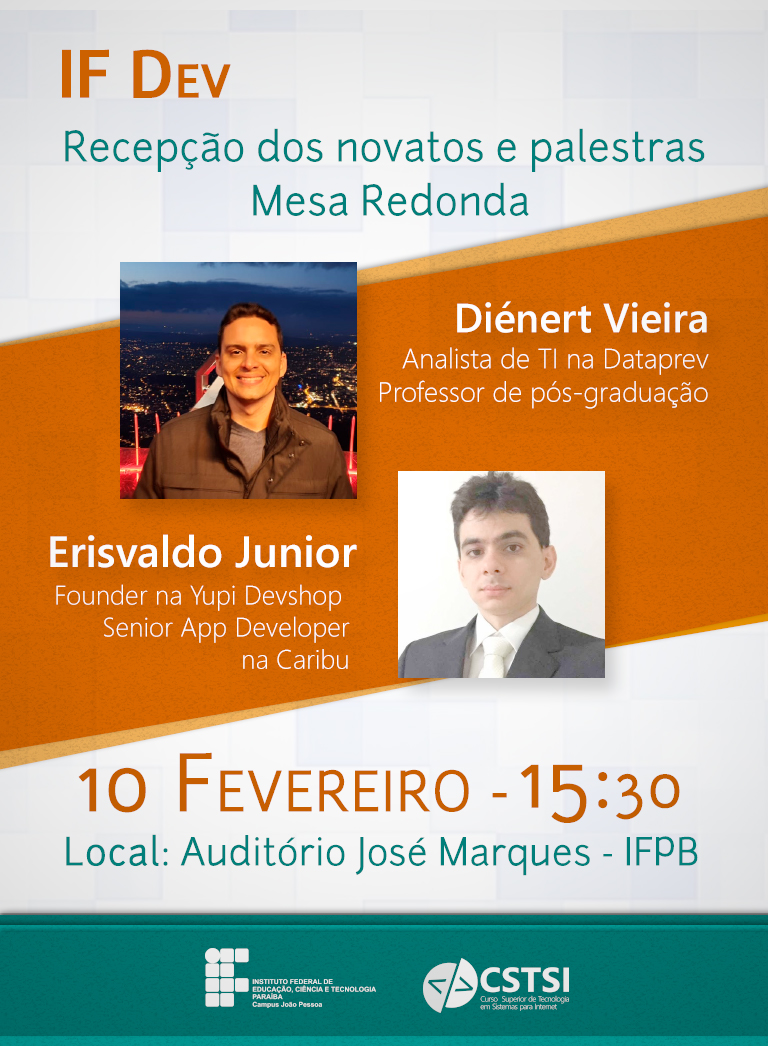 IF DEV
Recepção dos novatos e palestras
Mesa Redonda
Diénert Vieira
Analista de TI na Dataprev
Professor de pós-graduação
Erisvaldo Junior
Founder na Yupi Devshop
Senior App Developer
na Caribu
10 FEVEREIRO - 15:30
Local: Auditório José Marques - IFPB
INSTITUTO FEDERAL DE
EDUCAÇÃO, CIÊNCIA E TECNOLOGIA
PARAÍBA
Campus João Pessoa
</> CSTSI
Curso Superior de Tecnologia
em Sistemas para Internet